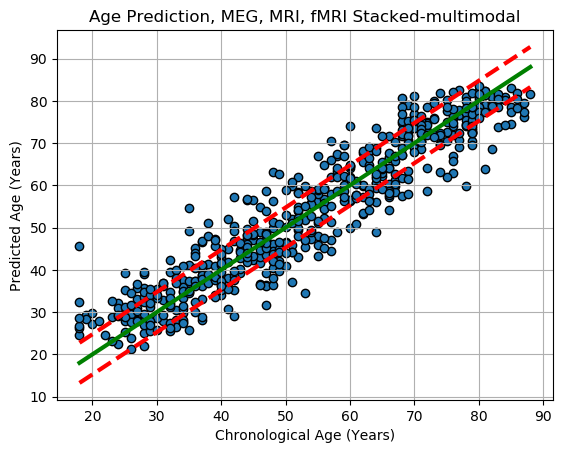 Age Prediction, MEG, MRI, fMRI Stacked-multimodal
90
80
70
60
50
40
30
20
10
Predicted Age (Years)
20 30 40 50 60 70 80 90
Chronological Age (Years)